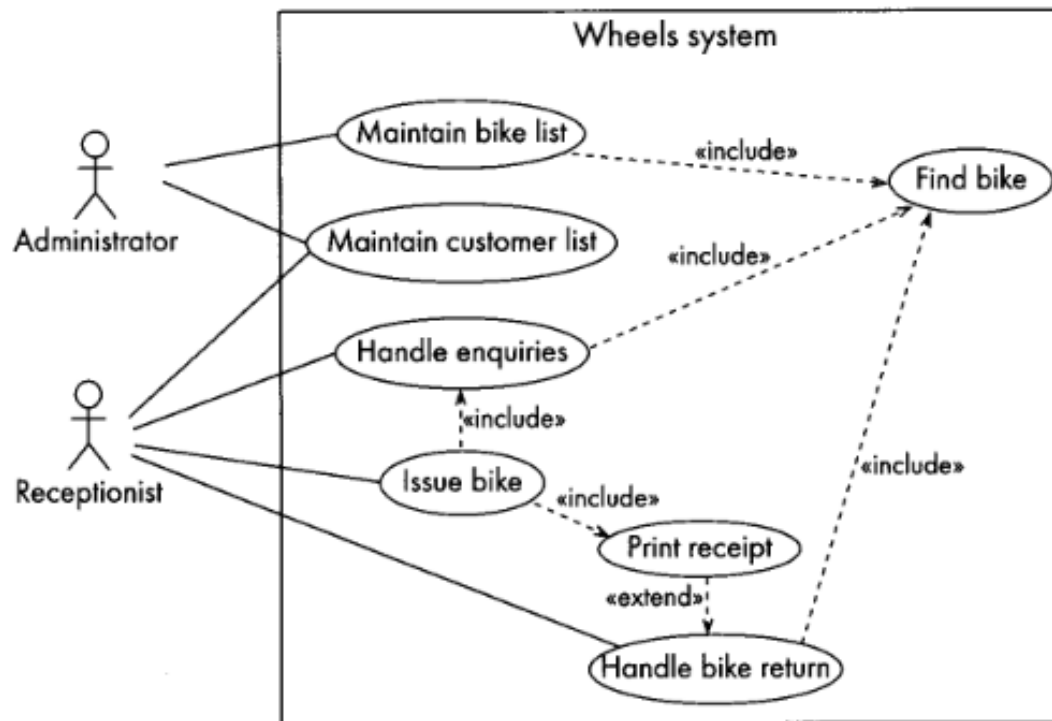 Wheels system
Maintain bike list
«include»
Find bike
Administrator
Maintain customer list
«include»
Handle enquiries
«include»
«include»
Receptionist
Issue bike
«include»
Print receipt
«extend»
Handle bike return